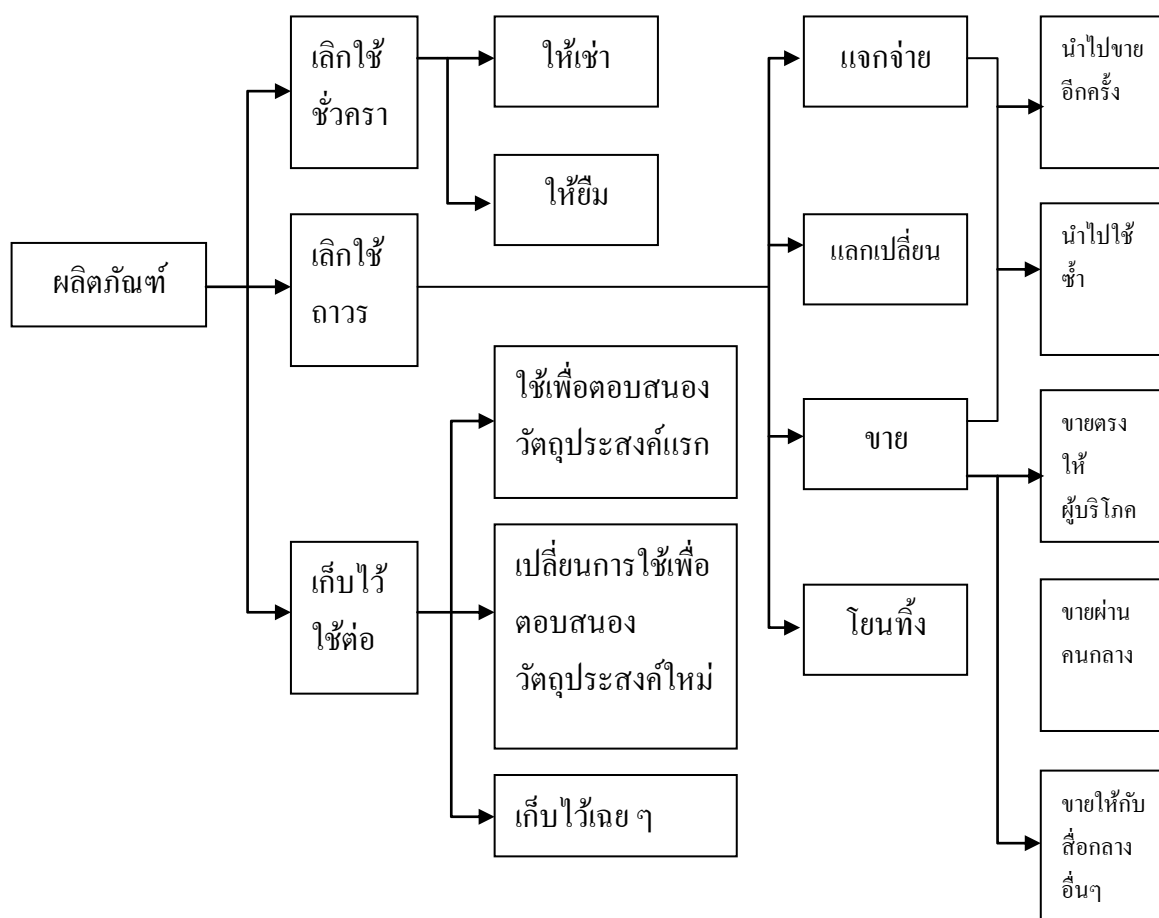 ผลิตภัณฑ์
เลิกใช้
ชั่วครา
ให้เช่า
ให้ยืม
เลิกใช้
ถาวร
แจกจ่าย
แลกเปลี่ยน
ขาย
โยนทิ้ง
นำไปขาย
อีกครั้ง
นำไปใช้
ซ้ำ
ขายตรง
ให้
ผู้บริโภค
ขายผ่าน
คนกลาง
ขายให้กับ
สื่อกลาง
อื่นๆ
เก็บไว้
ใช้ต่อ
ใช้เพื่อตอบสนอง
วัตถุประสงค์แรก
เปลี่ยนการใช้เพื่อ
ตอบสนอง
วัตถุประสงค์ใหม่
เก็บไว้เฉย ๆ